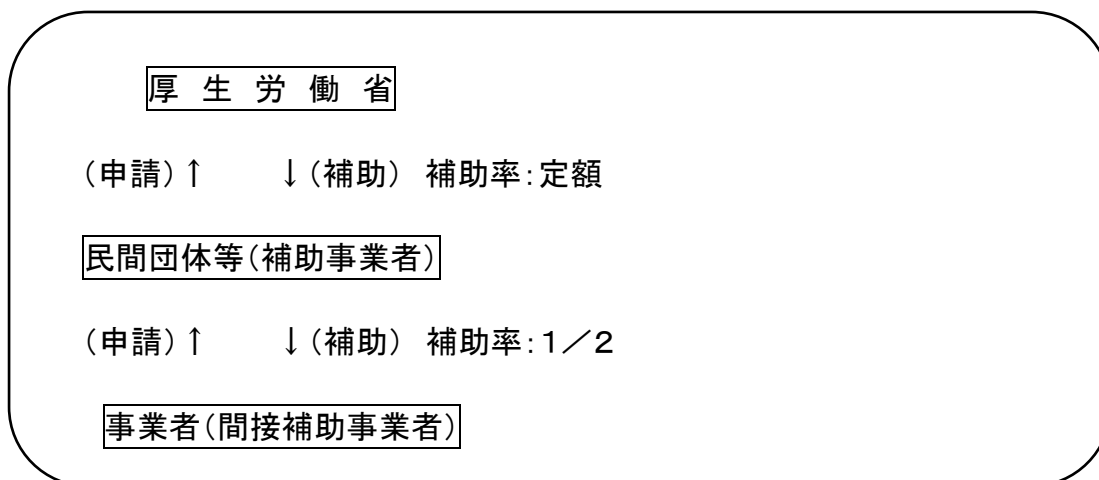 厚 生 労 働 省
（申請）↑　　↓（補助） 補助率：定額
民間団体等（補助事業者）
（申請）↑　　↓（補助） 補助率：１／２
事業者（間接補助事業者）